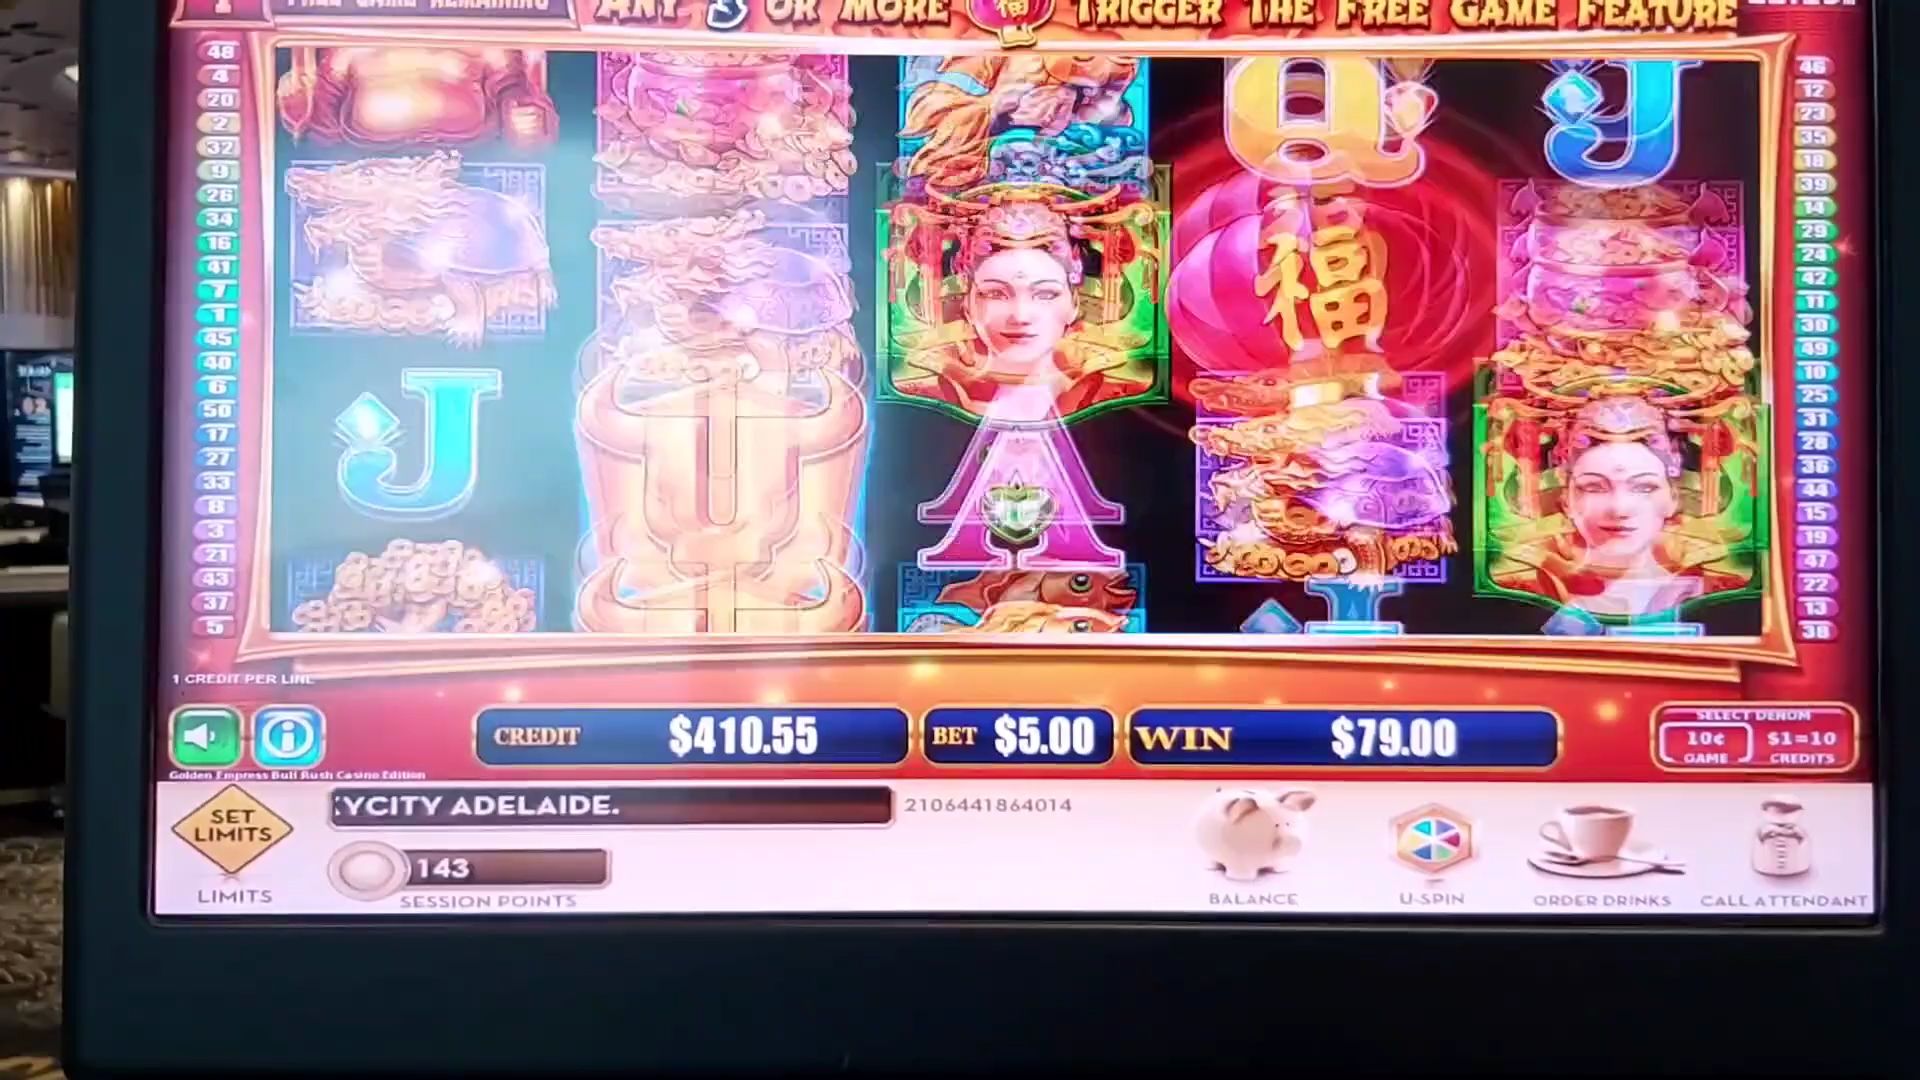 1 FREE GAME REMAINING
ANY 3 OR MORE 福 TRIGGER THE FREE GAME FEATURE
48
4
20
2
32
9
26
34
16
41
7
1
45
40
6
50
17
27
33
8
3
21
43
37
5
Q
J
福
J
A
46
12
23
35
18
39
14
29
24
42
11
30
49
10
25
31
28
36
44
15
19
47
22
13
38
1 CREDIT PER LINE
CREDIT $410.55
BET $5.00
WIN $79.00
SELECT DENOM
10¢ $1=10
GAME CREDITS
Golden Empress Bull Rush Casino Edition
SET LIMITS
LIMITS
YCITY ADELAIDE.
2106441864014
143
SESSION POINTS
BALANCE
U-SPIN
ORDER DRINKS
CALL ATTENDANT